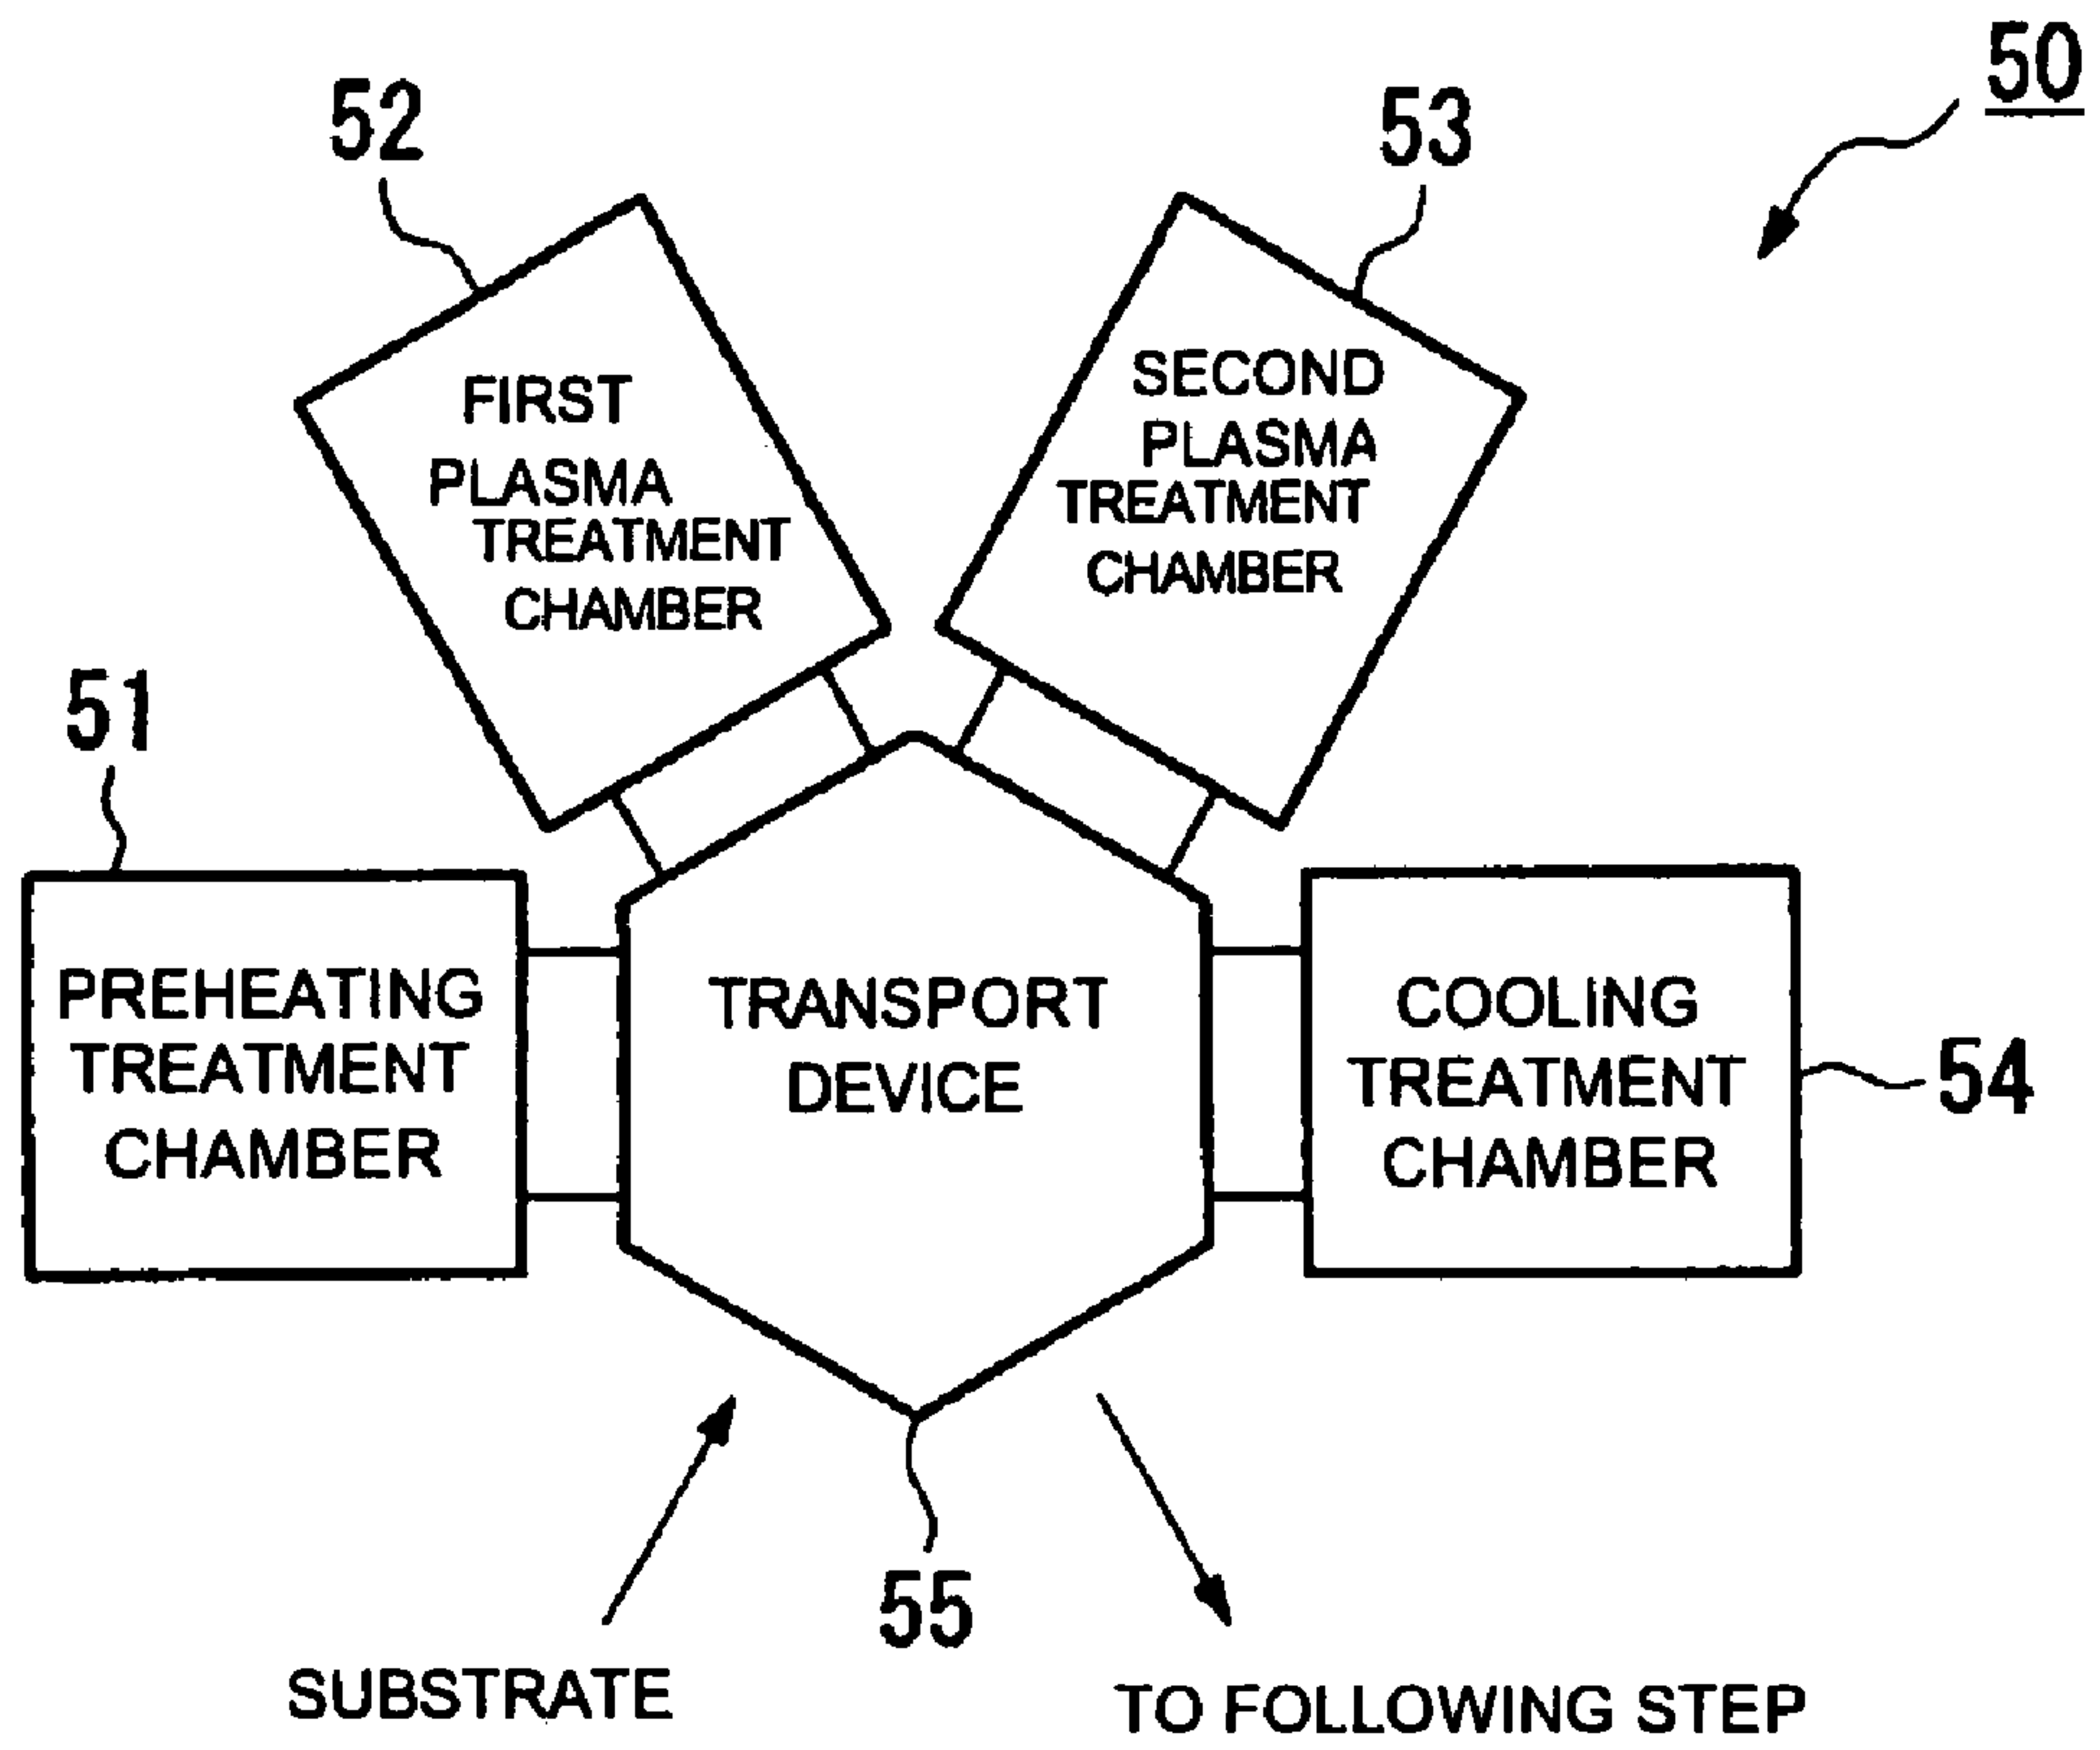 50
52
53
FIRST
PLASMA
TREATMENT
CHAMBER
SECOND
PLASMA
TREATMENT
CHAMBER
51
PREHEATING
TREATMENT
CHAMBER
TRANSPORT
DEVICE
COOLING
TREATMENT
CHAMBER
54
55
SUBSTRATE
TO FOLLOWING STEP